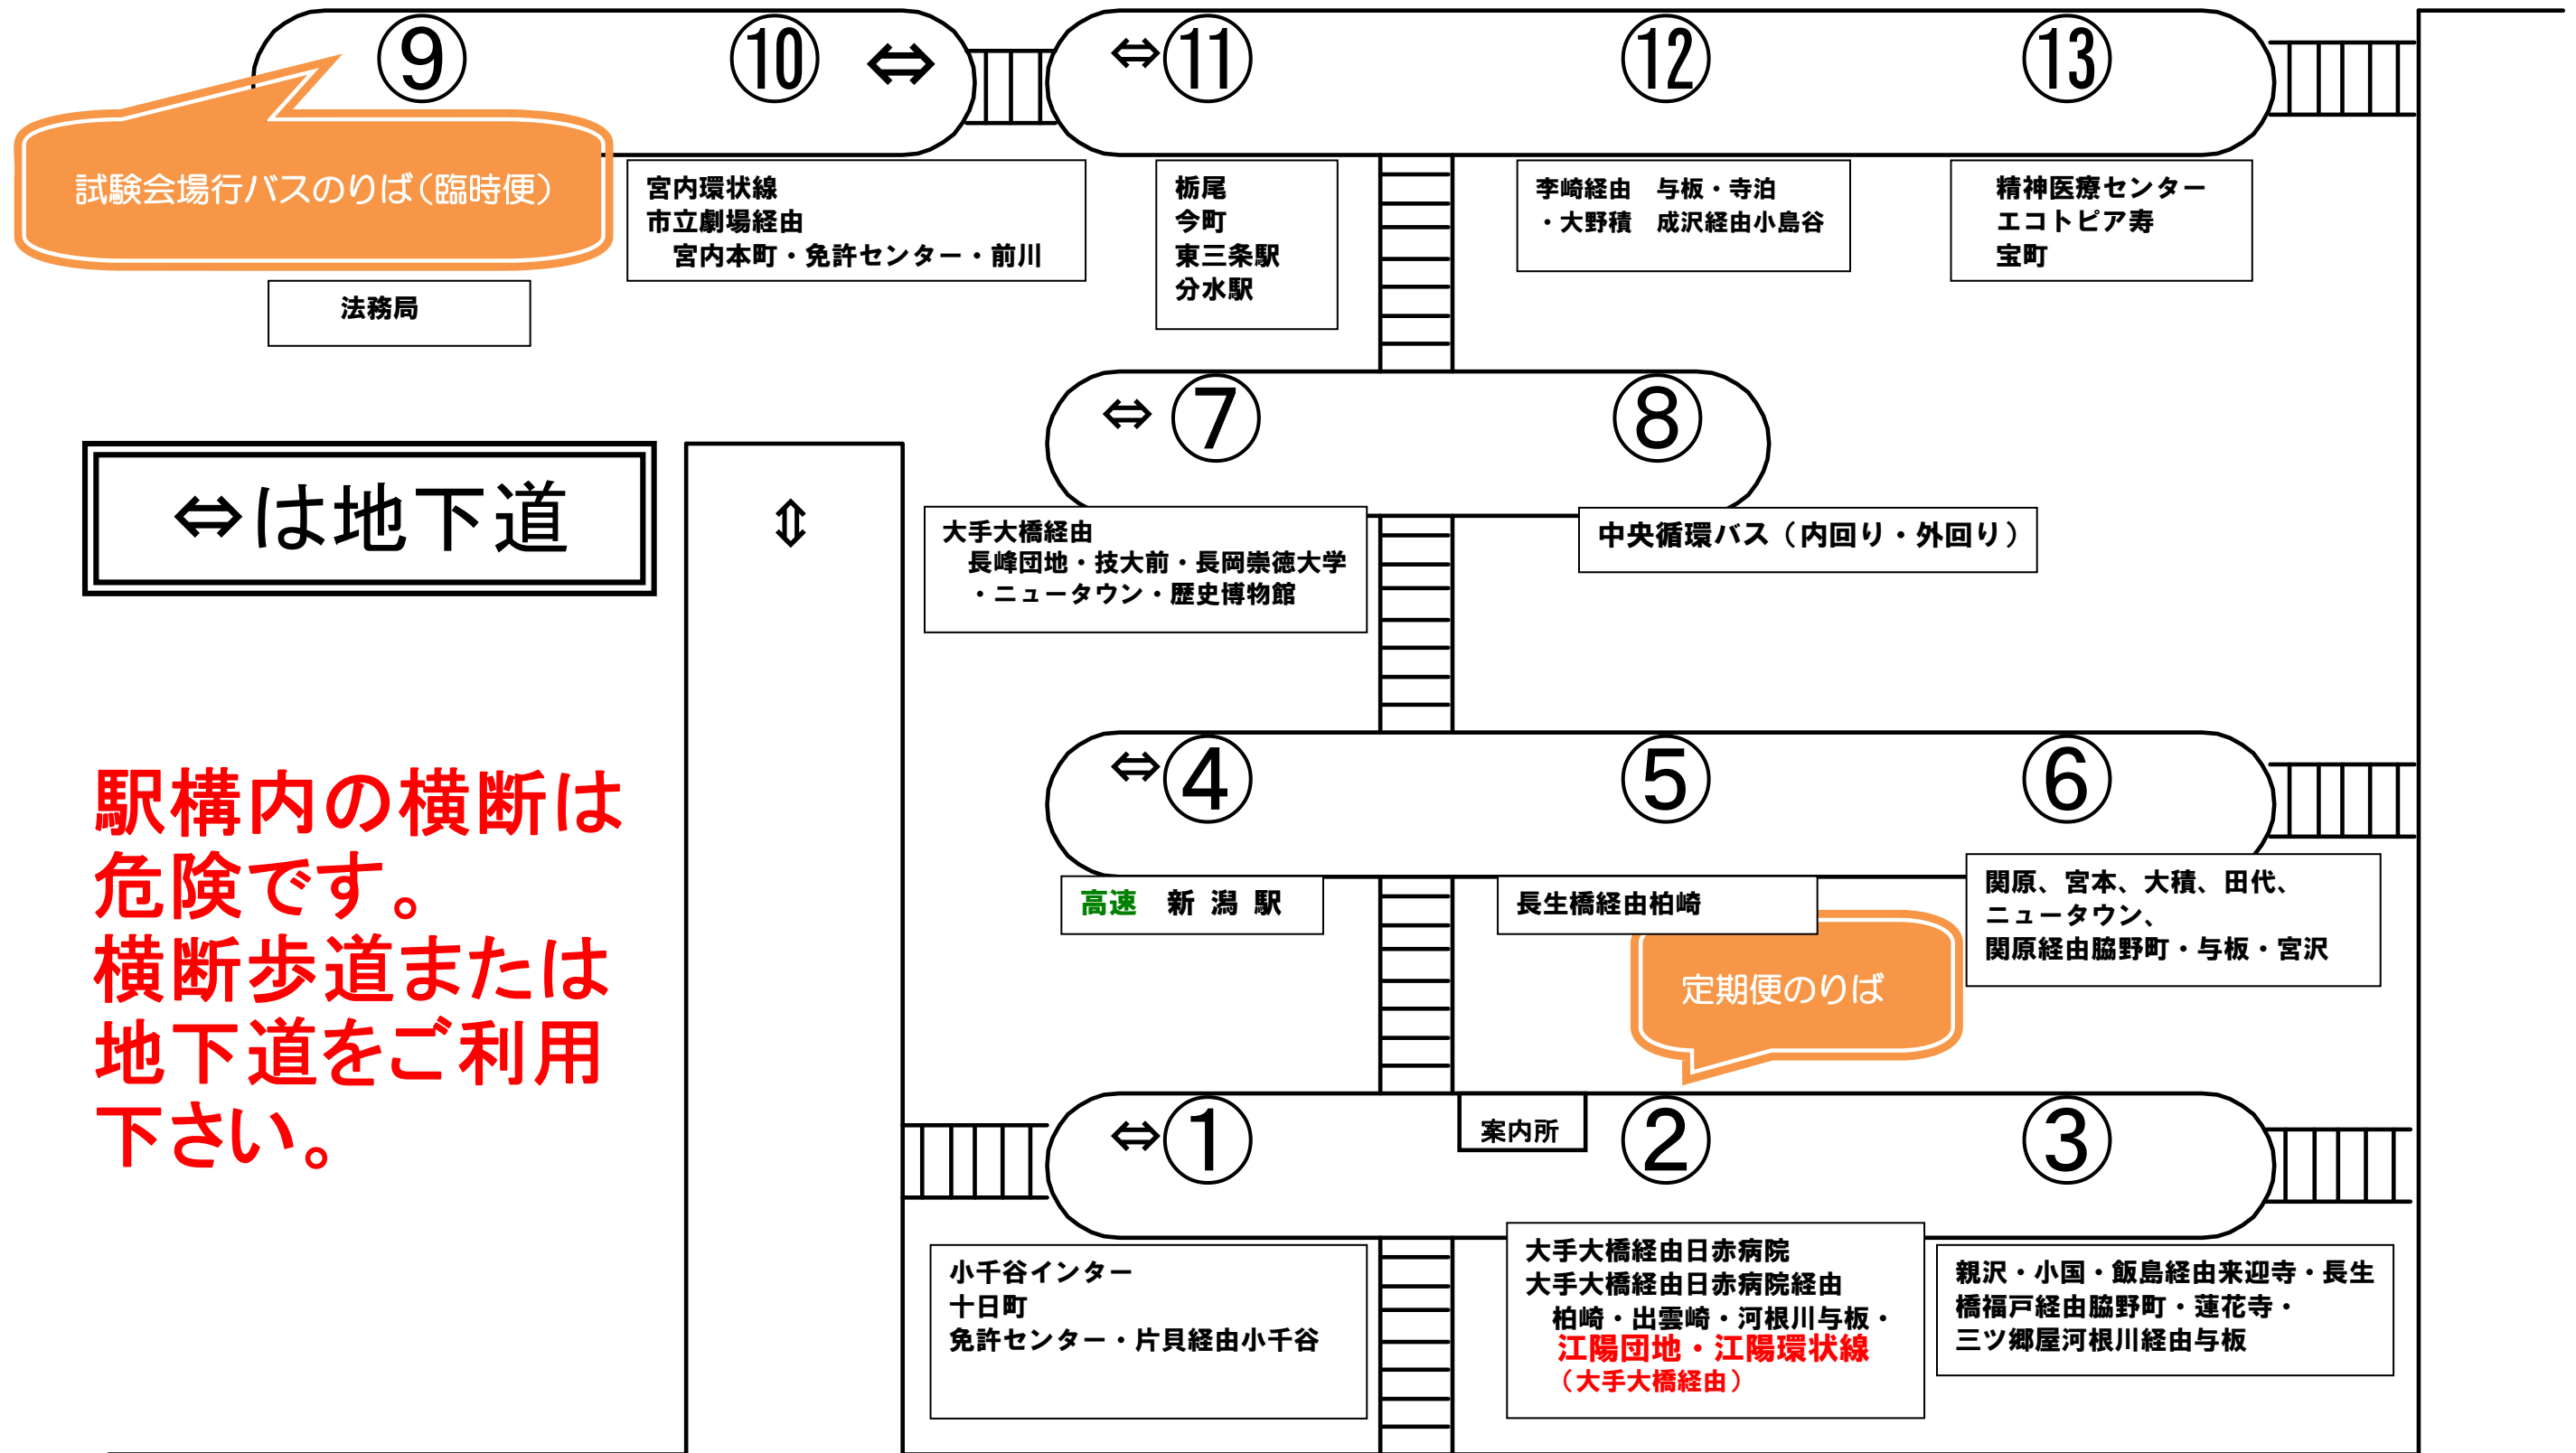 ⑨
⑩ ⇔
⇔ ⑪
⑫
⑬
試験会場行バスのりば（臨時便）
法務局
宮内環状線
市立劇場経由
宮内本町・免許センター・前川
栃尾
今町
東三条駅
分水駅
李崎経由　与板・寺泊
・大野積　成沢経由小島谷
精神医療センター
エコトピア寿
宝町
⇔ ⑦
⑧
⇔は地下道
⇕
大手大橋経由
長峰団地・技大前・長岡崇徳大学
・ニュータウン・歴史博物館
中央循環バス（内回り・外回り）
駅構内の横断は
危険です。
横断歩道または
地下道をご利用
下さい。
⇔ ④
⑤
⑥
高速　新 潟 駅
長生橋経由柏崎
関原、宮本、大積、田代、
ニュータウン、
関原経由脇野町・与板・宮沢
定期便のりば
⇔ ①
案内所
②
③
小千谷インター
十日町
免許センター・片貝経由小千谷
大手大橋経由日赤病院
大手大橋経由日赤病院経由
柏崎・出雲崎・河根川与板・
江陽団地・江陽環状線
（大手大橋経由）
親沢・小国・飯島経由来迎寺・長生
橋福戸経由脇野町・蓮花寺・
三ツ郷屋河根川経由与板